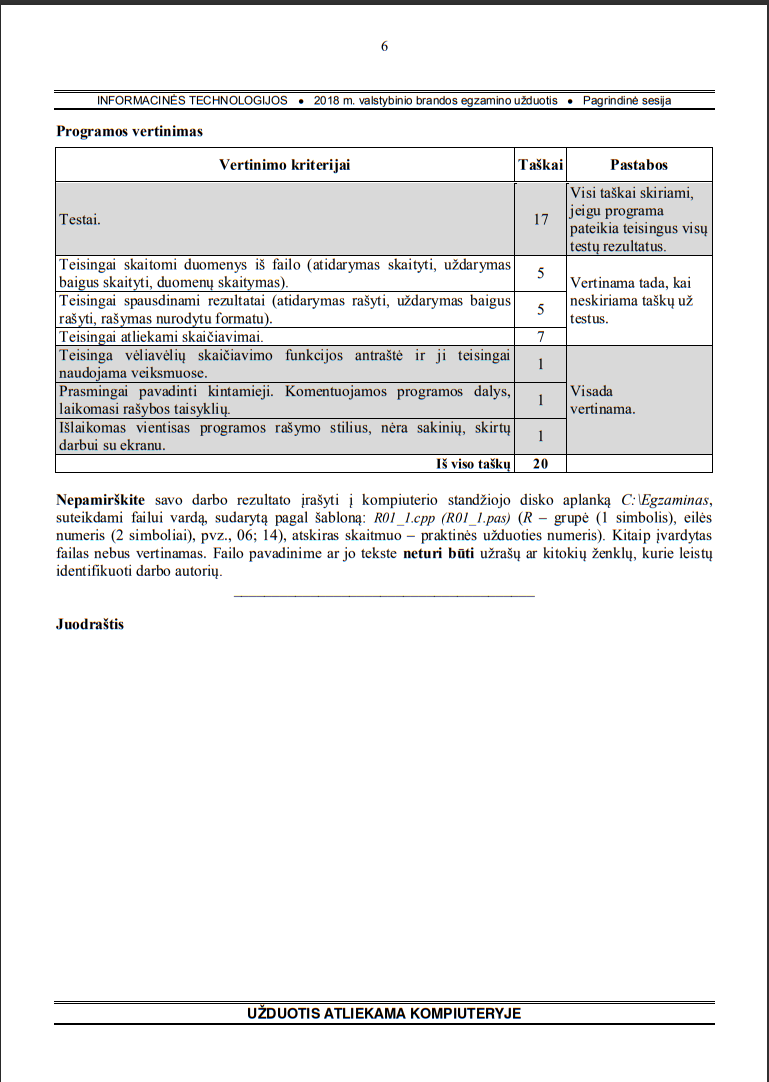 6
INFORMACINĖS TECHNOLOGIJOS ● 2018 m. valstybinio brandos egzamino užduotis ● Pagrindinė sesija
Programos vertinimas
Vertinimo kriterijai Taškai Pastabos
Testai. 17 Visi taškai skiriami,
jeigu programa
pateikia teisingus visų
testų rezultatus.
Teisingai skaitomi duomenys iš failo (atidarymas skaityti, uždarymas
baigus skaityti, duomenų skaitymas). 5
Vertinama tada, kai
neskiriama taškų už
testus.
Teisingai spausdinami rezultatai (atidarymas rašyti, uždarymas baigus
rašyti, rašymas nurodytu formatu). 5
Teisingai atliekami skaičiavimai. 7
Teisinga vėliavėlių skaičiavimo funkcijos antraštė ir ji teisingai
naudojama veiksmuose. 1
Visada
vertinama.
Prasmingai pavadinti kintamieji. Komentuojamos programos dalys,
laikomasi rašybos taisyklių. 1
Išlaikomas vientisas programos rašymo stilius, nėra sakinių, skirtų
darbui su ekranu. 1
Iš viso taškų 20
Nepamirškite savo darbo rezultato įrašyti į kompiuterio standžiojo disko aplanką C:\Egzaminas,
suteikdami failui vardą, sudarytą pagal šabloną: R01_1.cpp (R01_1.pas) (R – grupė (1 simbolis), eilės
numeris (2 simboliai), pvz., 06; 14), atskiras skaitmuo – praktinės užduoties numeris). Kitaip įvardytas
failas nebus vertinamas. Failo pavadinime ar jo tekste neturi būti užrašų ar kitokių ženklų, kurie leistų
identifikuoti darbo autorių.
Juodraštis
UŽDUOTIS ATLIEKAMA KOMPIUTERYJE